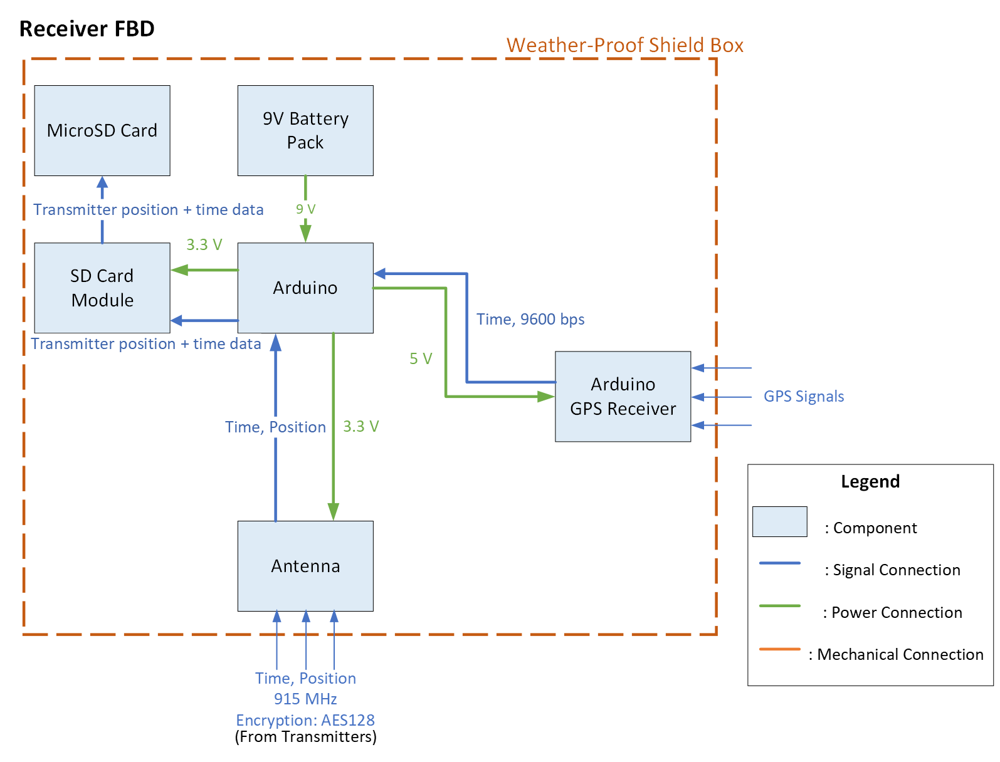 Receiver FBD
Weather-Proof Shield Box
MicroSD Card
9V Battery
Pack
Transmitter position + time data
9 V
3.3 V
SD Card
Module
Arduino
Time, 9600 bps
Transmitter position + time data
5 V
Arduino
GPS Receiver
GPS Signals
Time, Position
3.3 V
Antenna
Time, Position
915 MHz
Encryption: AES128
(From Transmitters)
Legend
: Component
: Signal Connection
: Power Connection
: Mechanical Connection